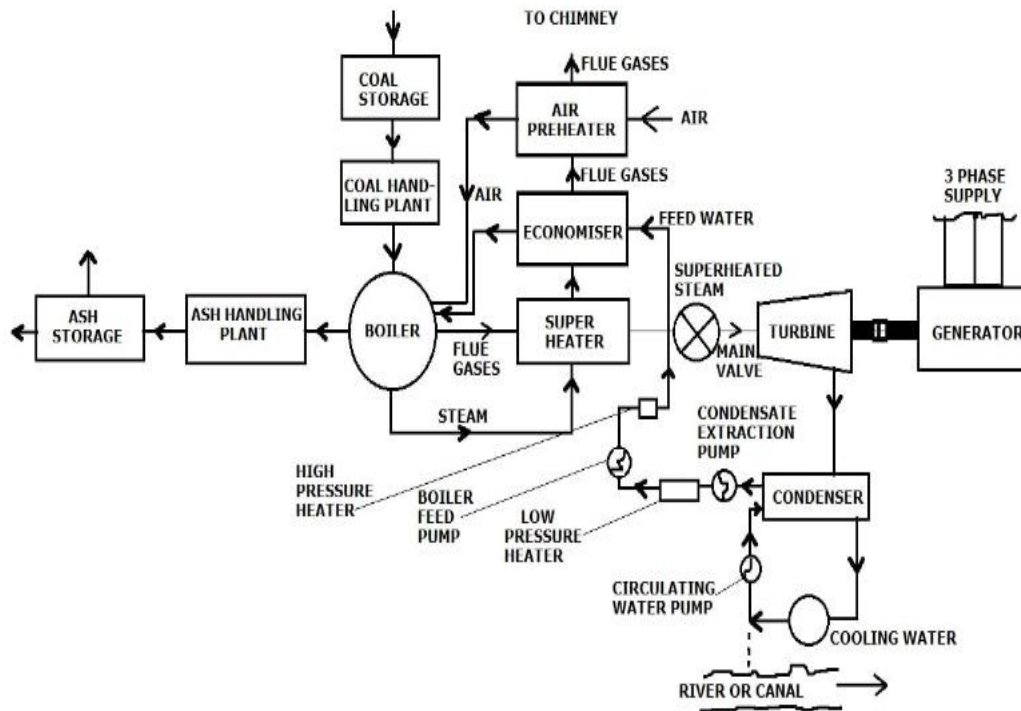 TO CHIMNEY
COAL
STORAGE
FLUE GASES
AIR
PREHEATER
AIR
COAL HAND-
LING PLANT
AIR
FLUE GASES
3 PHASE
SUPPLY
ECONOMISER
FEED WATER
SUPERHEATED
STEAM
ASH
STORAGE
ASH HANDLING
PLANT
BOILER
FLUE
GASES
SUPER
HEATER
MAIN
VALVE
TURBINE
GENERATOR
STEAM
CONDENSATE
EXTRACTION
PUMP
HIGH
PRESSURE
HEATER
BOILER
FEED
PUMP
LOW
PRESSURE
HEATER
CONDENSER
CIRCULATING
WATER PUMP
COOLING WATER
RIVER OR CANAL